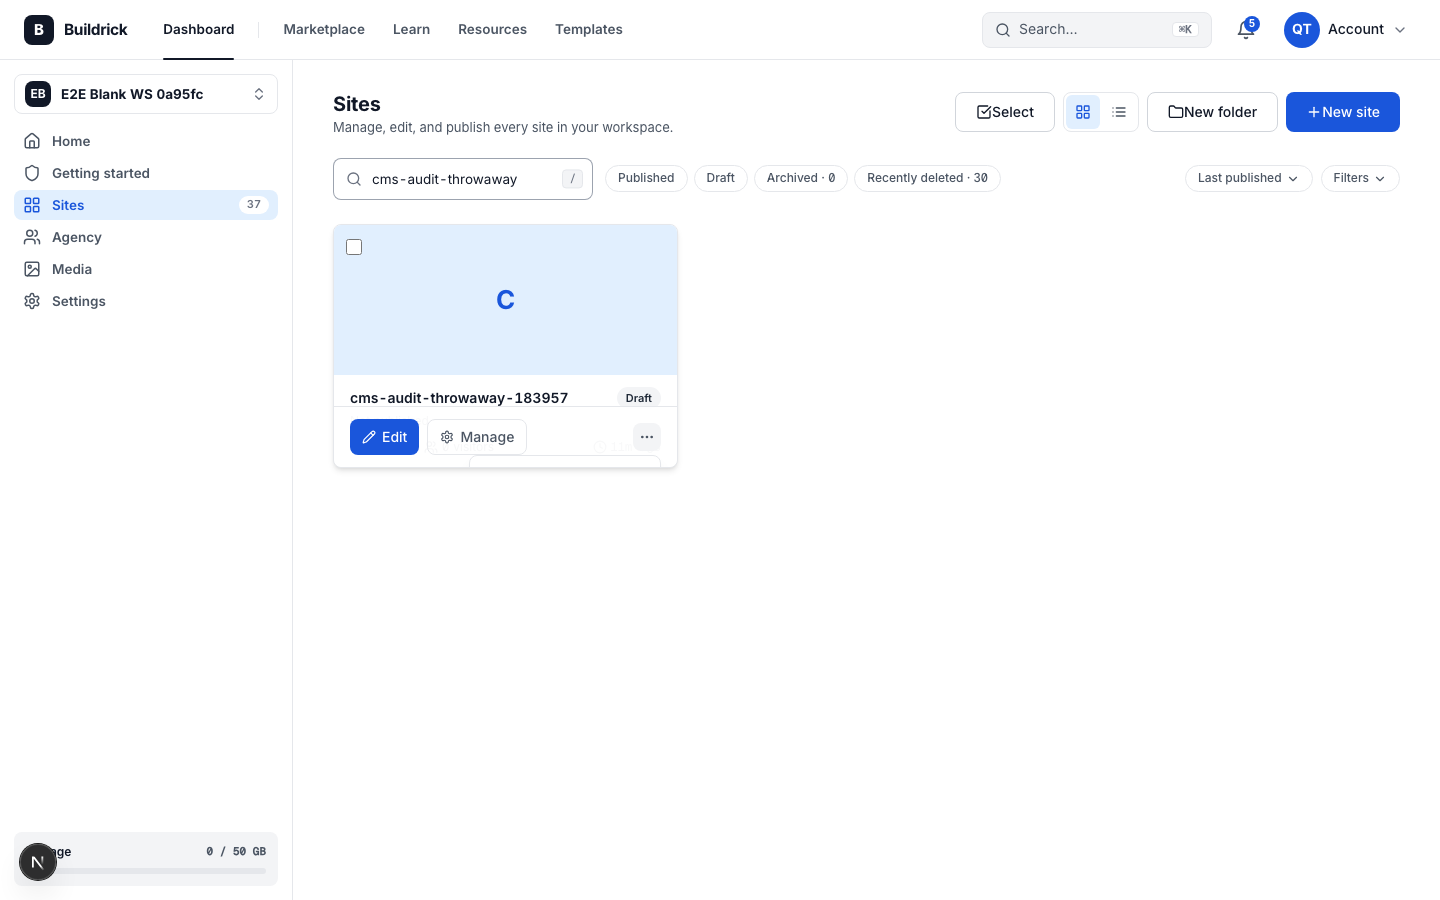 B Buildrick Dashboard Marketplace Learn Resources Templates Search... ⌘K 5 QT Account
EB E2E Blank WS 0a95fc
Home
Getting started
Sites 37
Agency
Media
Settings
0 / 50 GB
N
Sites
Manage, edit, and publish every site in your workspace.
Select New folder New site
cms-audit-throwaway / Published Draft Archived · 0 Recently deleted · 30 Last published Filters
C
cms-audit-throwaway-183957 Draft
Edit Manage